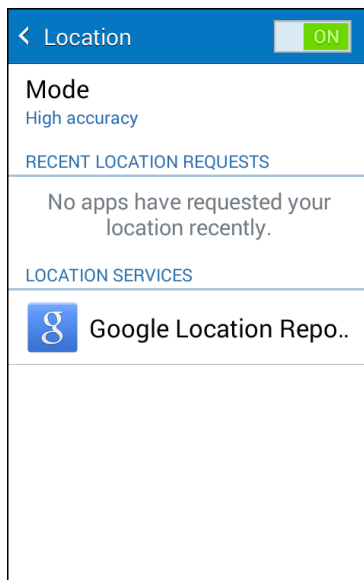 Location
ON
Mode
High accuracy
RECENT LOCATION REQUESTS
No apps have requested your
location recently.
LOCATION SERVICES
g
Google Location Repo..